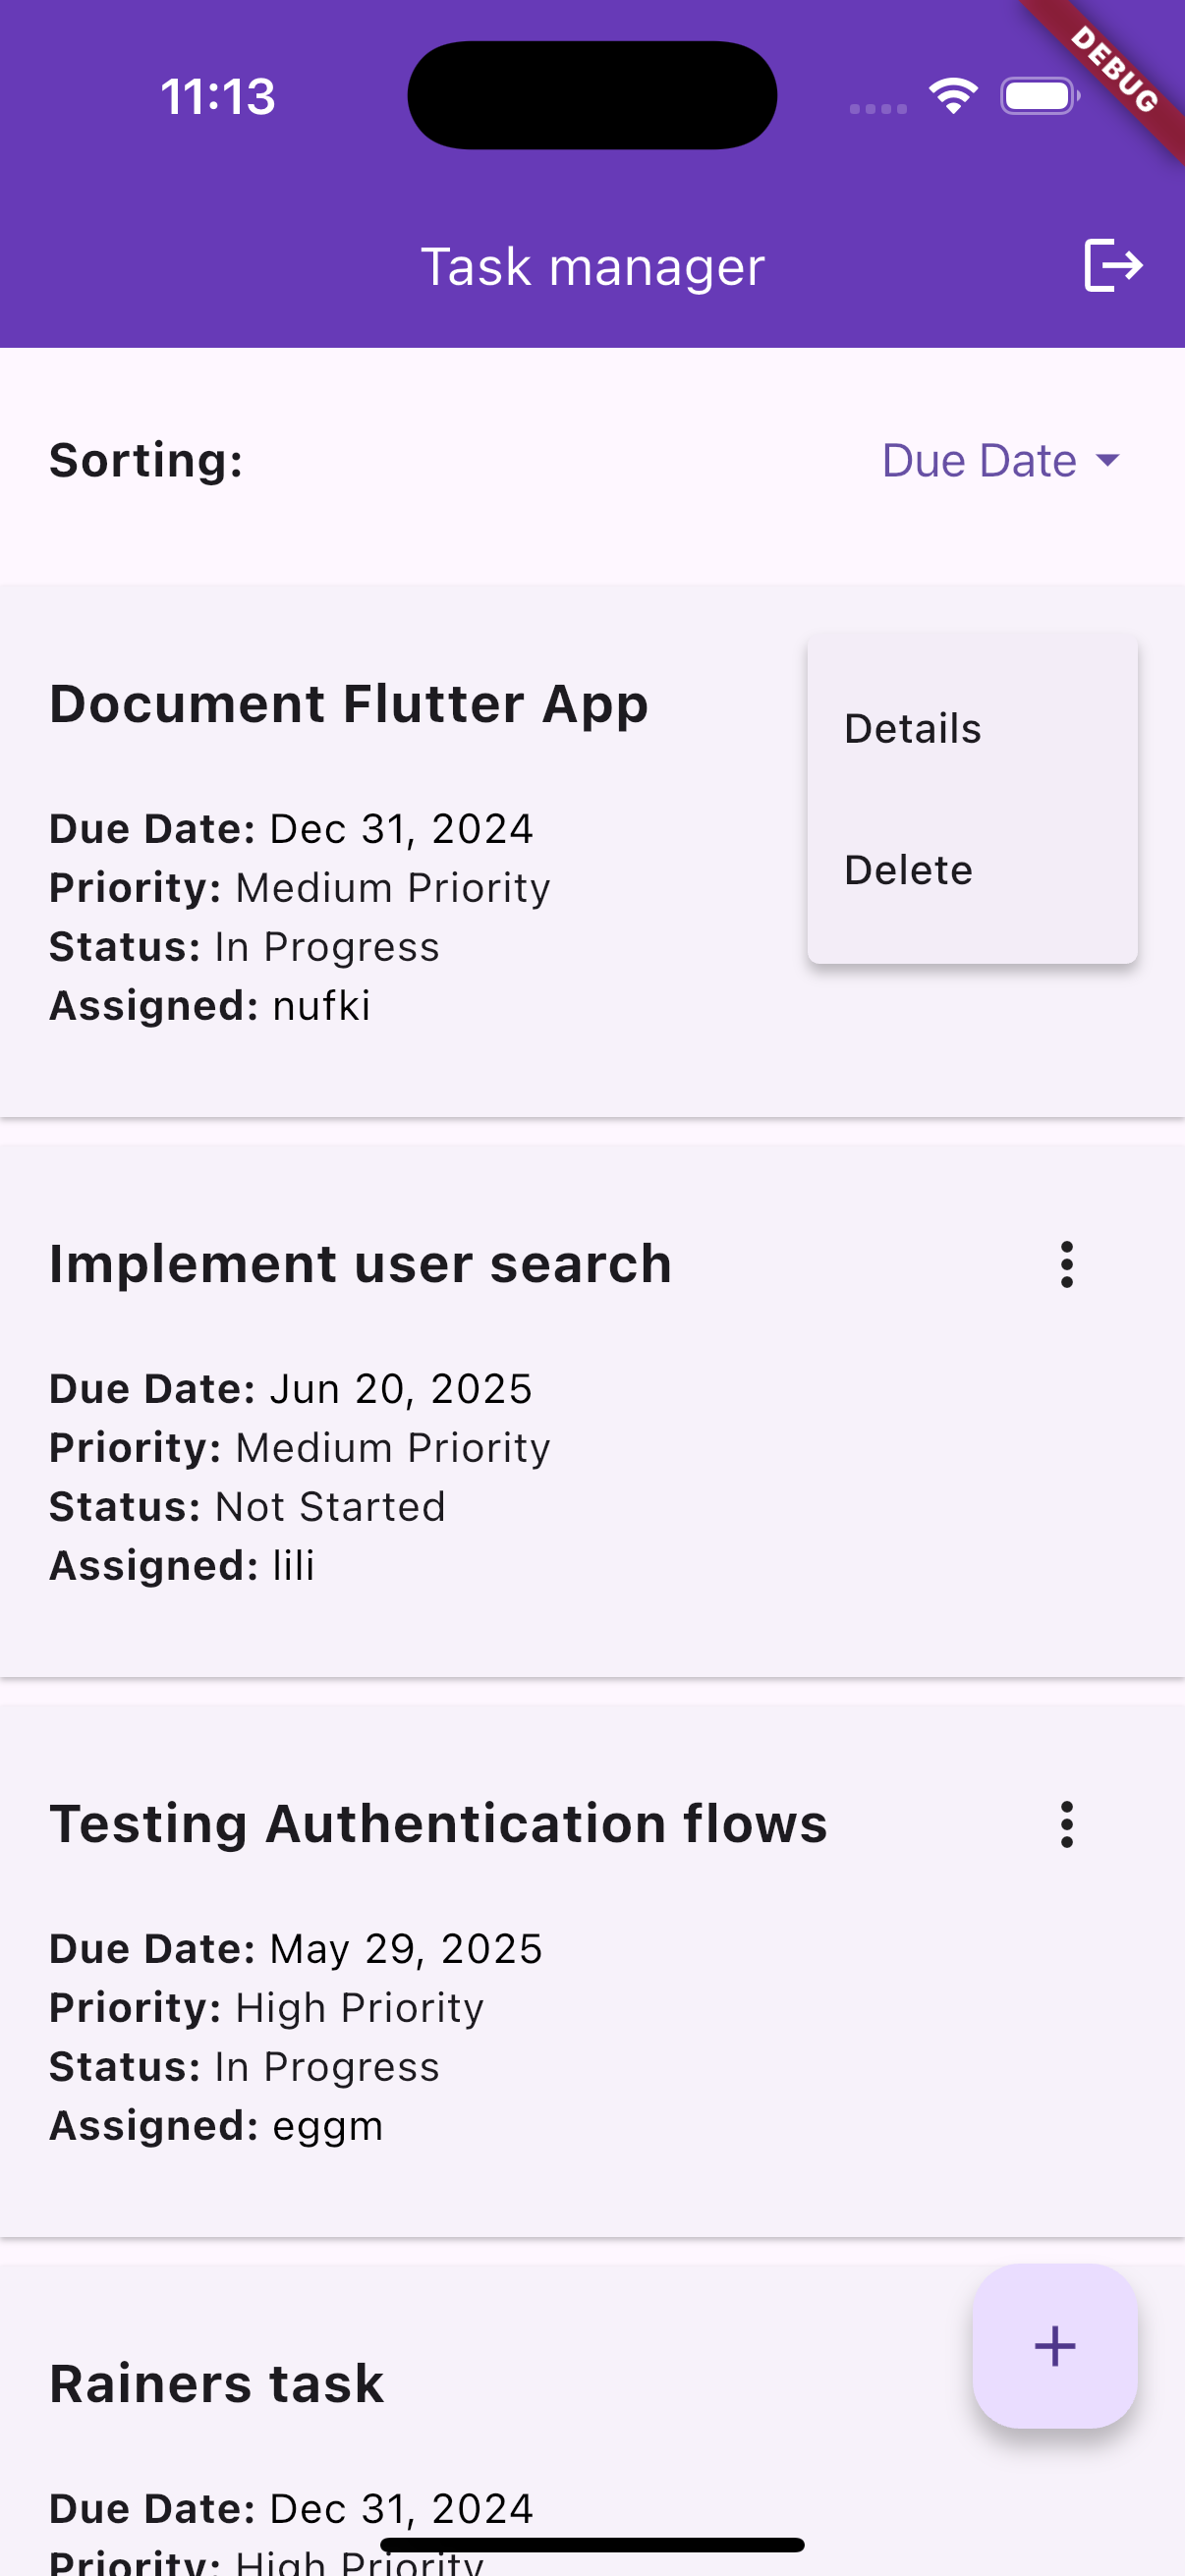 11:13
DEBUG
Task manager
Sorting:
Due Date
Document Flutter App
Details
Due Date: Dec 31, 2024
Delete
Priority: Medium Priority
Status: In Progress
Assigned: nufki
Implement user search
Due Date: Jun 20, 2025
Priority: Medium Priority
Status: Not Started
Assigned: lili
Testing Authentication flows
Due Date: May 29, 2025
Priority: High Priority
Status: In Progress
Assigned: eggm
Rainers task
Due Date: Dec 31, 2024
Priority: High Priority